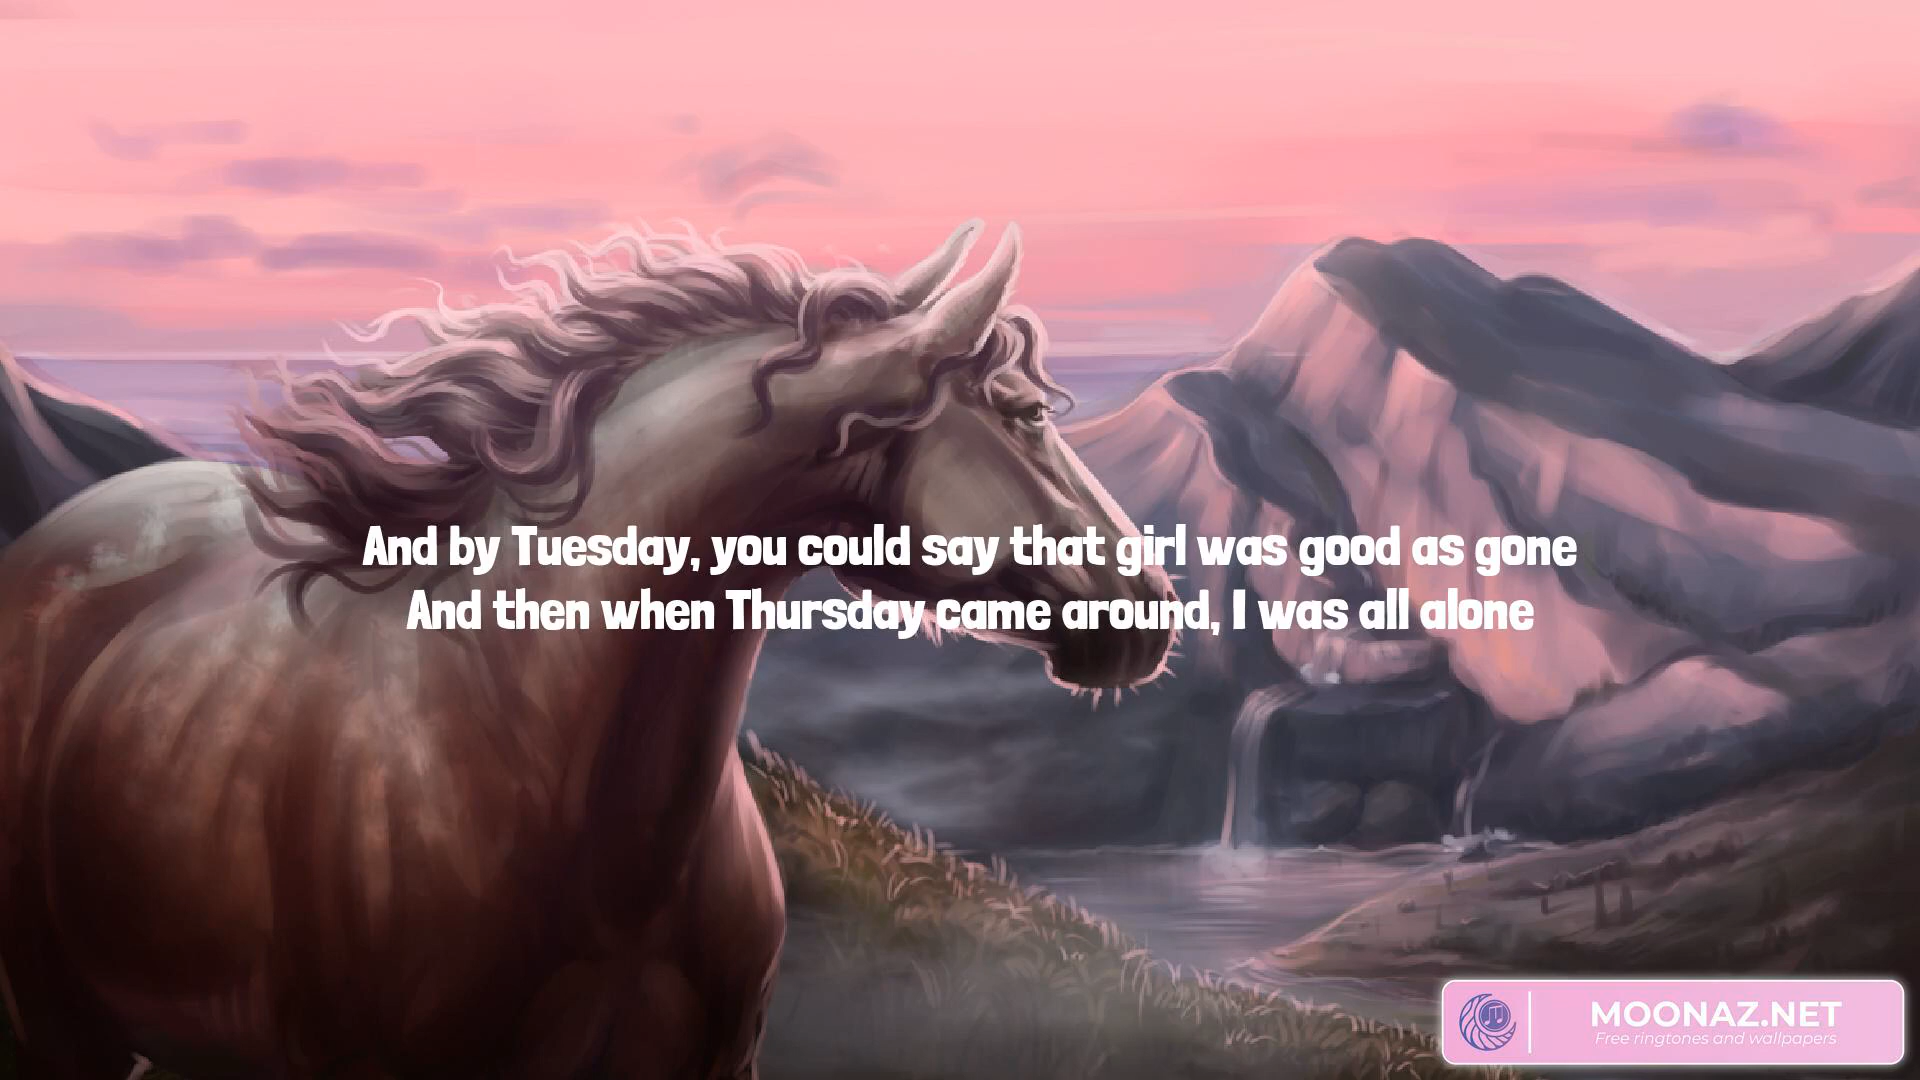 And by Tuesday, you could say that girl was good as gone
And then when Thursday came around, I was all alone
MOONAZ.NET
Free ringtones and wallpapers